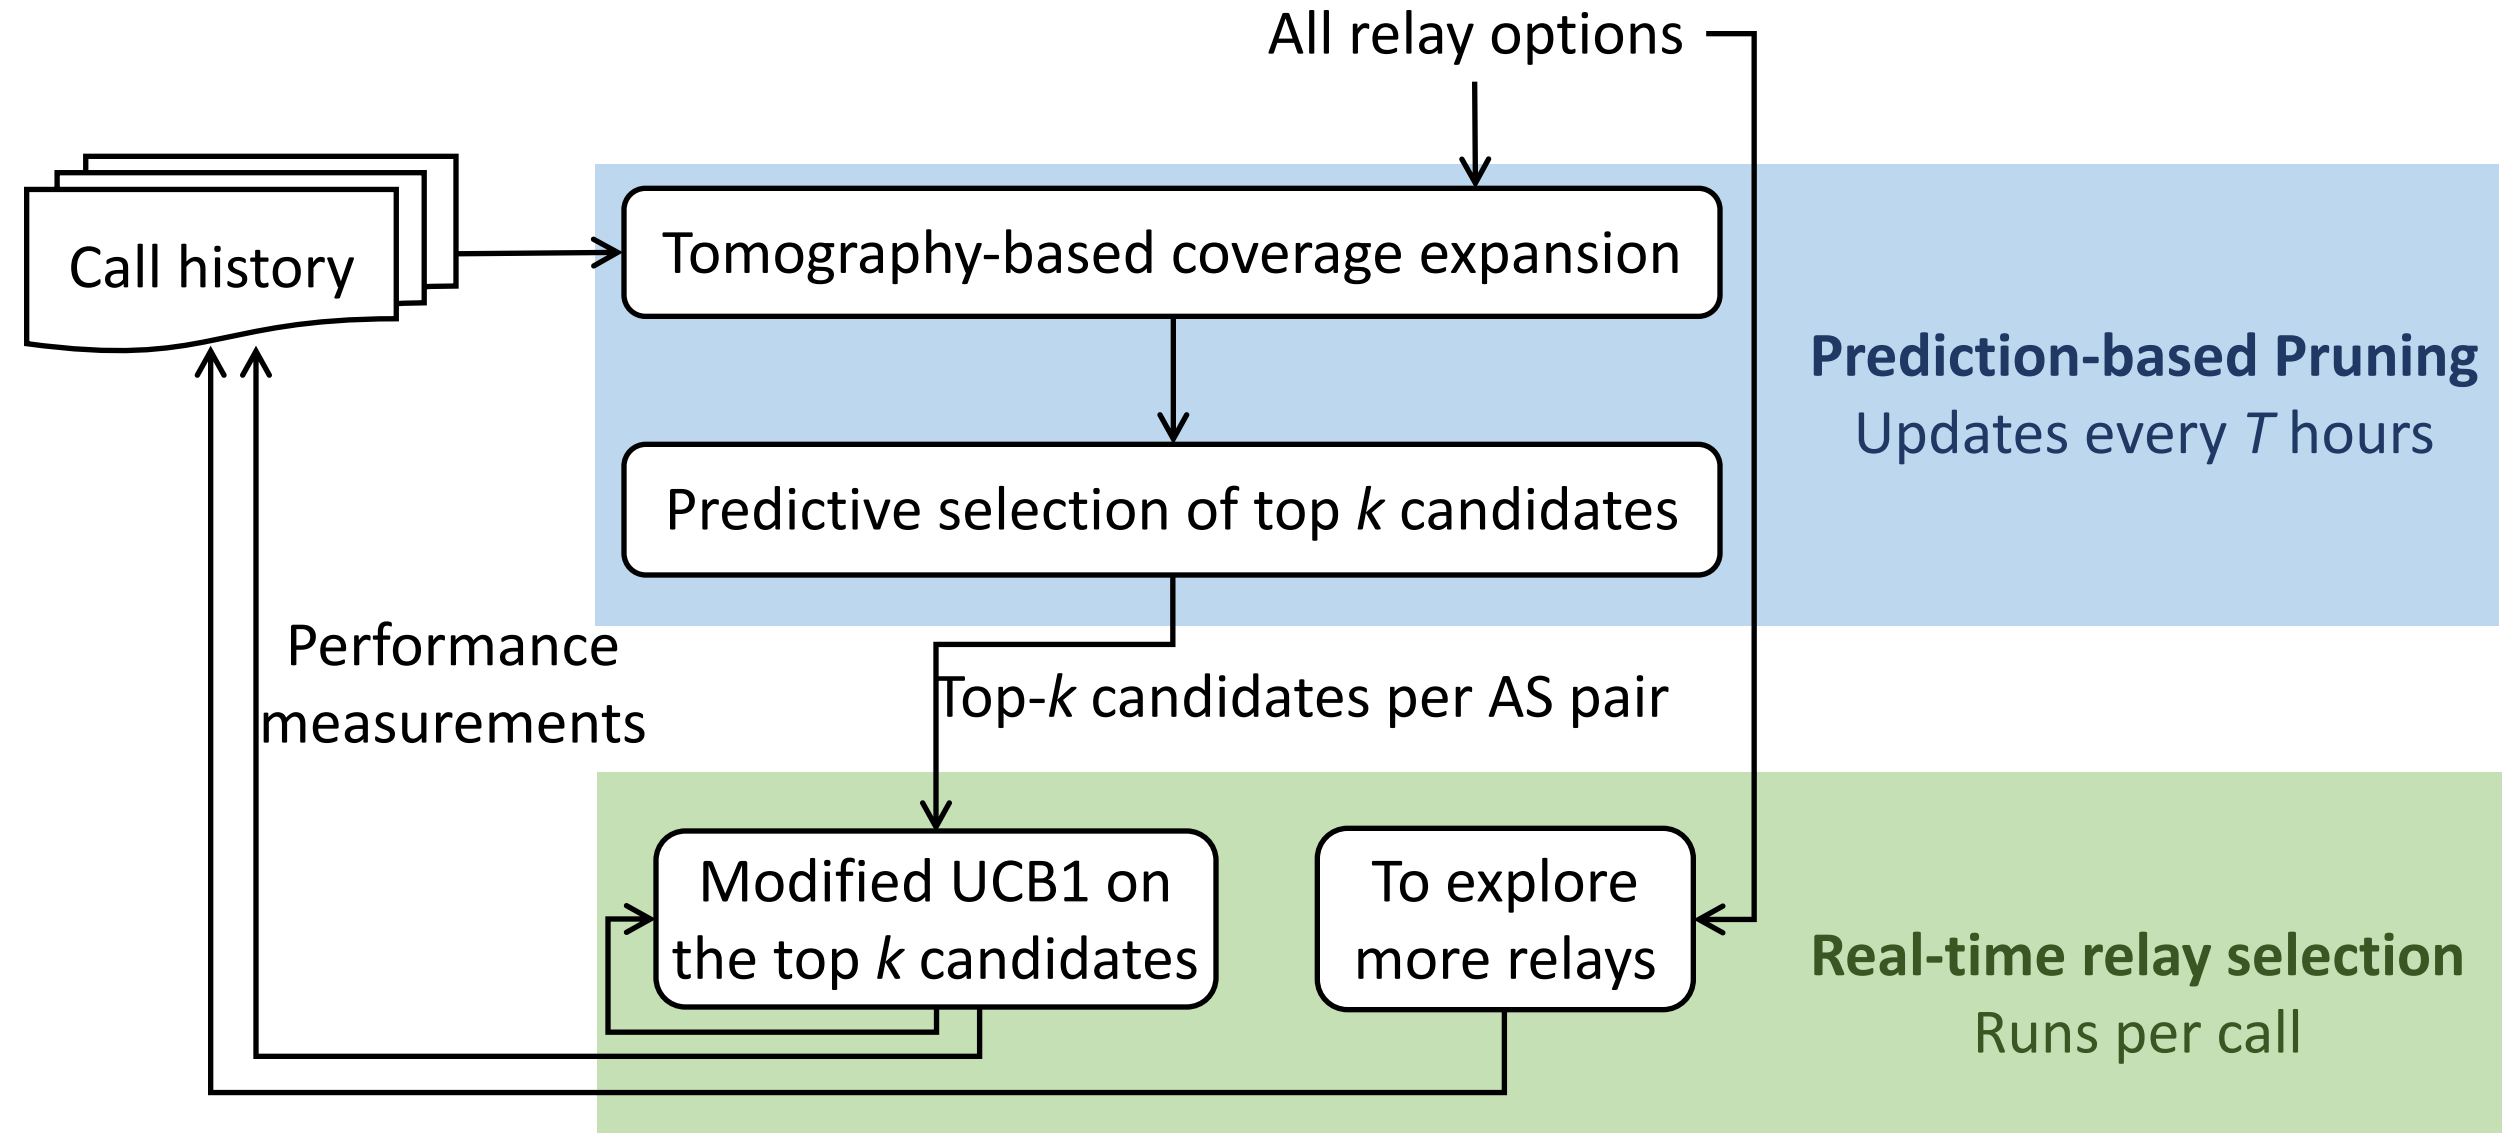 All relay options
Call history
Tomography-based coverage expansion
Prediction-based Pruning
Updates every T hours
Predictive selection of top k candidates
Performance
measurements
Top-k candidates per AS pair
Modified UCB1 on
the top k candidates
To explore
more relays
Real-time relay selection
Runs per call